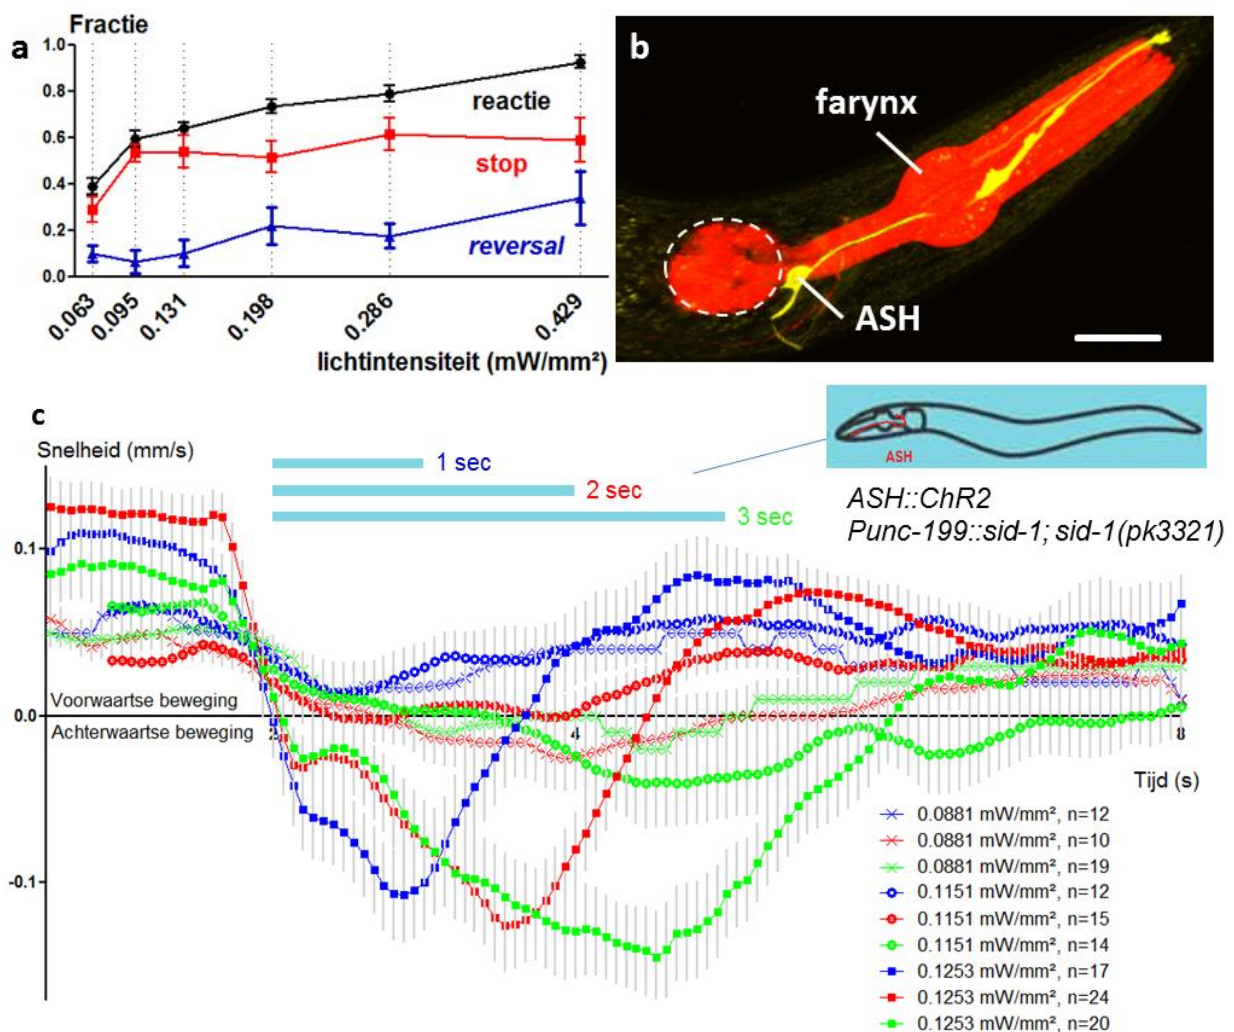 a
Fractie
1.0
0.8
0.6
0.4
0.2
0.0
reactie
stop
reversal
0.063
0.095
0.131
0.198
0.286
0.429
lichtintensiteit (mW/mm²)
b
farynx
ASH
c
Snelheid (mm/s)
1 sec
2 sec
3 sec
ASH
ASH::ChR2
Punc-199::sid-1; sid-1(pk3321)
0.1
Voorwaartse beweging
0.0
Achterwaartse beweging
2
4
8
Tijd (s)
-0.1
0.0881 mW/mm², n=12
0.0881 mW/mm², n=10
0.0881 mW/mm², n=19
0.1151 mW/mm², n=12
0.1151 mW/mm², n=15
0.1151 mW/mm², n=14
0.1253 mW/mm², n=17
0.1253 mW/mm², n=24
0.1253 mW/mm², n=20